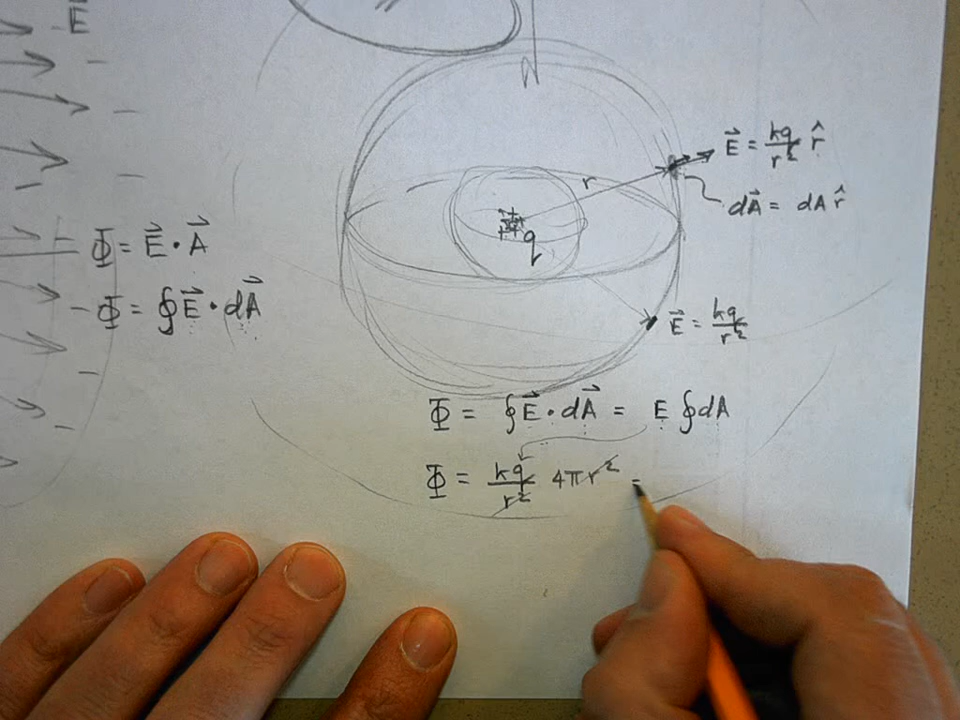 E⃗
E⃗ = kq/r² r̂
r
dA⃗ = dA r̂
q
Φ = E⃗ · A⃗
Φ = ∮E⃗ · dA⃗
E⃗ = kq/r²
Φ = ∮E⃗ · dA⃗ = E ∮dA
Φ = kq/r² 4πr² =